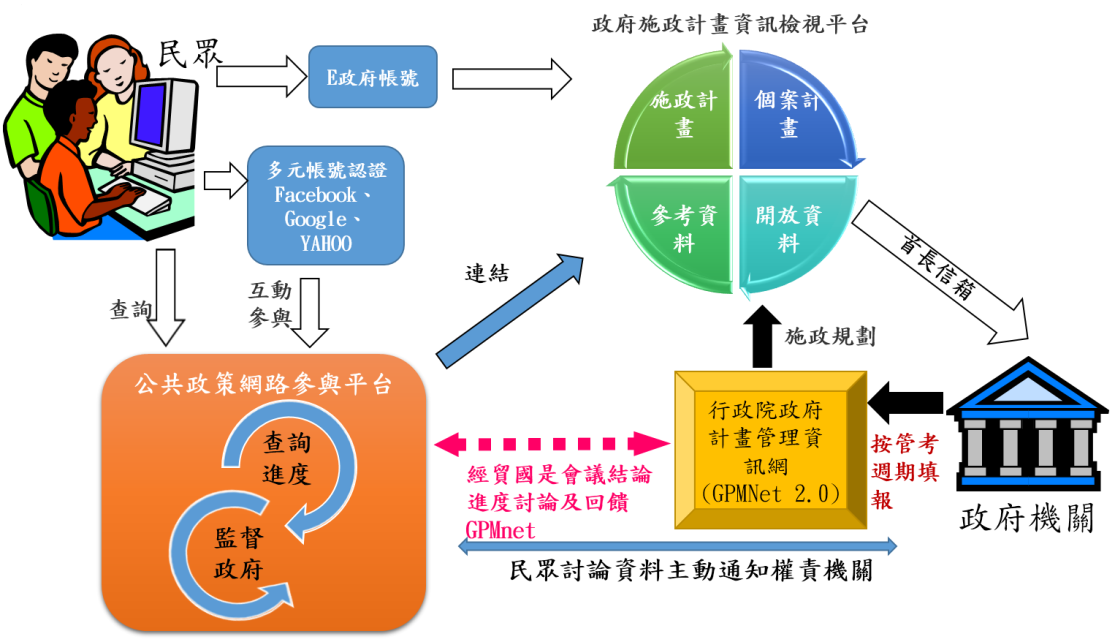 政府施政計畫資訊檢視平台
民眾
E政府帳號
施政計
畫
個案計
畫
參考資
料
開放資
料
多元帳號認證
Facebook、
Google、
YAHOO
查詢
互動
參與
連結
首長信箱
施政規劃
公共政策網路參與平台
查詢
進度
監督
政府
行政院政府
計畫管理資
訊網
(GPMNet 2.0)
按管考
週期填
報
政府機關
經貿國是會議結論
進度討論及回饋
GPMnet
民眾討論資料主動通知權責機關